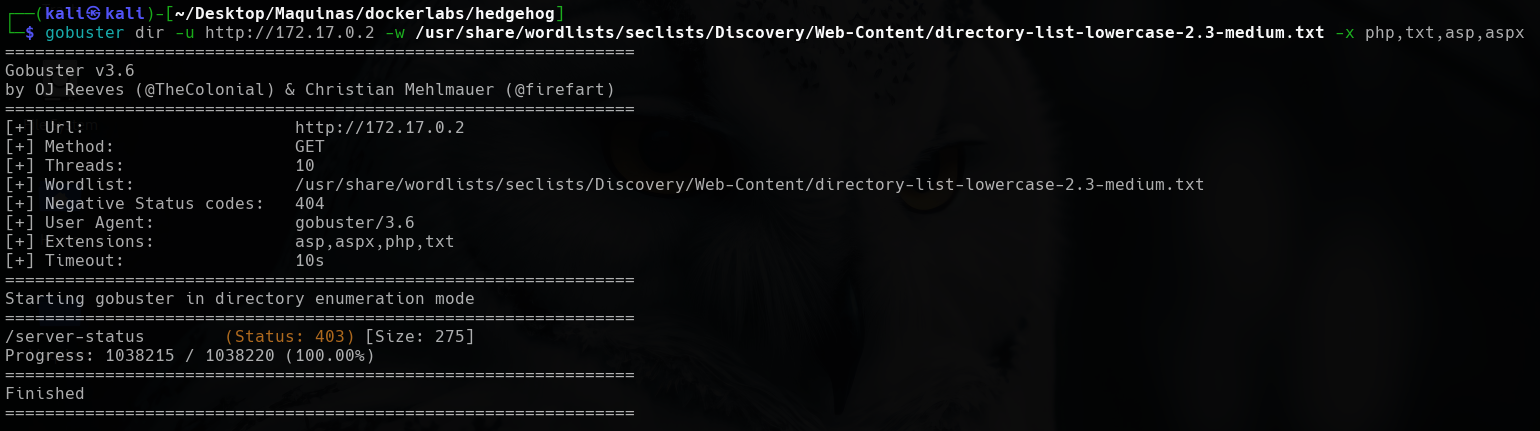 ┌──(kali㉿kali)-[~/Desktop/Maquinas/dockerlabs/hedgehog]
└─$ gobuster dir -u http://172.17.0.2 -w /usr/share/wordlists/seclists/Discovery/Web-Content/directory-list-lowercase-2.3-medium.txt -x php,txt,asp,aspx
===============================================================
Gobuster v3.6
by OJ Reeves (@TheColonial) & Christian Mehlmauer (@firefart)
===============================================================
[+] Url:                     http://172.17.0.2
[+] Method:                  GET
[+] Threads:                 10
[+] Wordlist:                /usr/share/wordlists/seclists/Discovery/Web-Content/directory-list-lowercase-2.3-medium.txt
[+] Negative Status codes:   404
[+] User Agent:              gobuster/3.6
[+] Extensions:              asp,aspx,php,txt
[+] Timeout:                 10s
===============================================================
Starting gobuster in directory enumeration mode
===============================================================
/server-status        (Status: 403) [Size: 275]
Progress: 1038215 / 1038220 (100.00%)
===============================================================
Finished
===============================================================